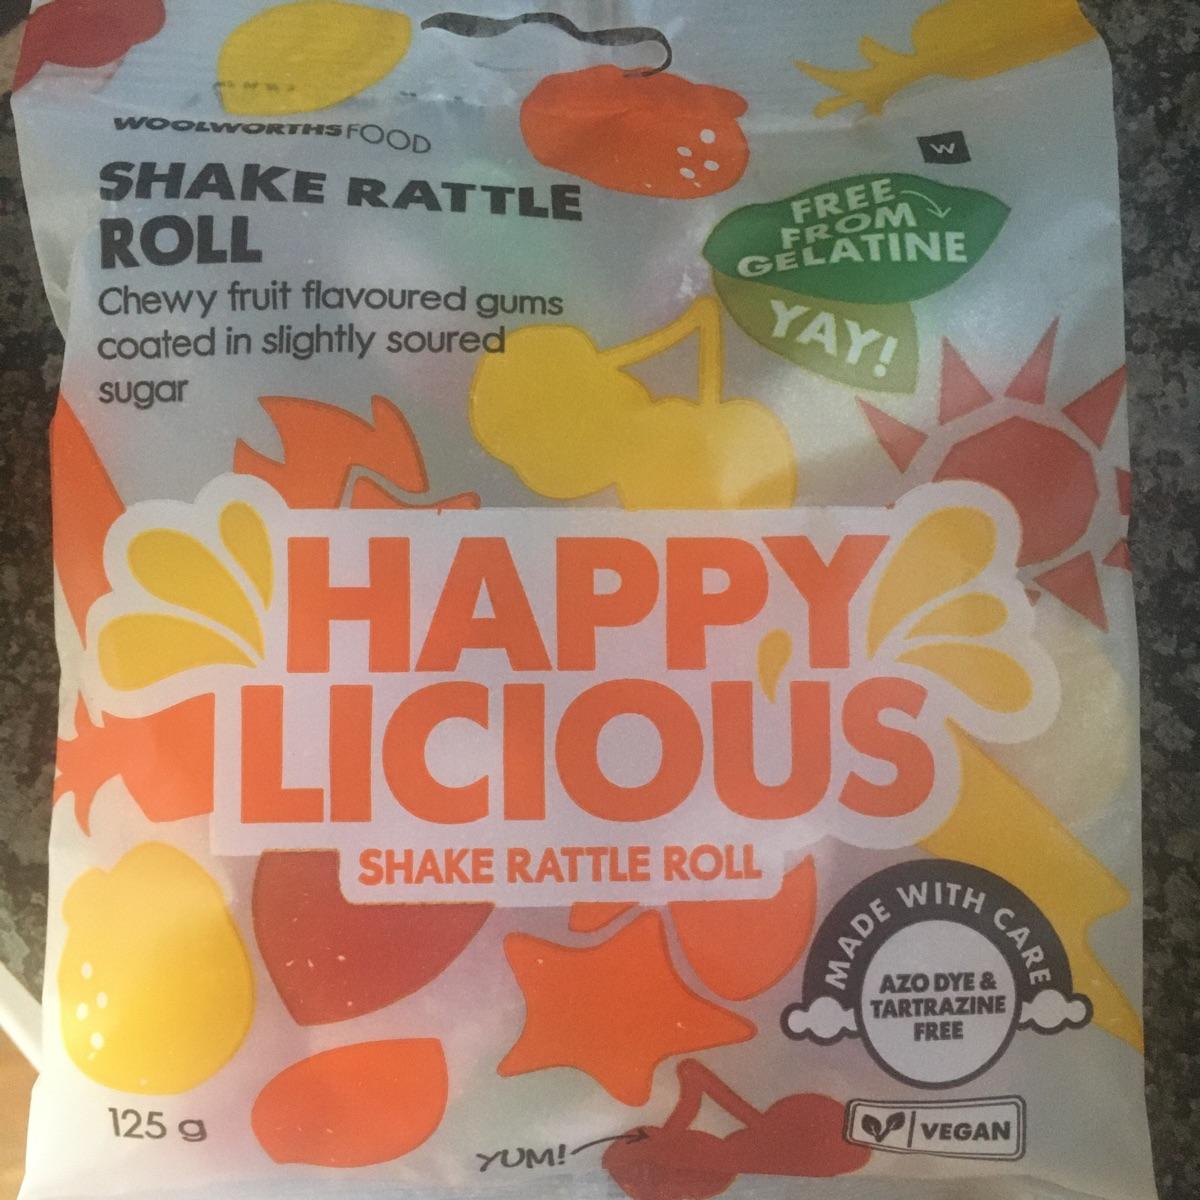 WOOLWORTHS FOOD
SHAKE RATTLE
ROLL
Chewy fruit flavoured gums
coated in slightly soured
sugar
W
FREE
FROM
GELATINE
YAY!
HAPPY
LICIOUS
SHAKE RATTLE ROLL
MADE WITH CARE
AZO DYE &
TARTRAZINE
FREE
125 g
YUM!
VEGAN